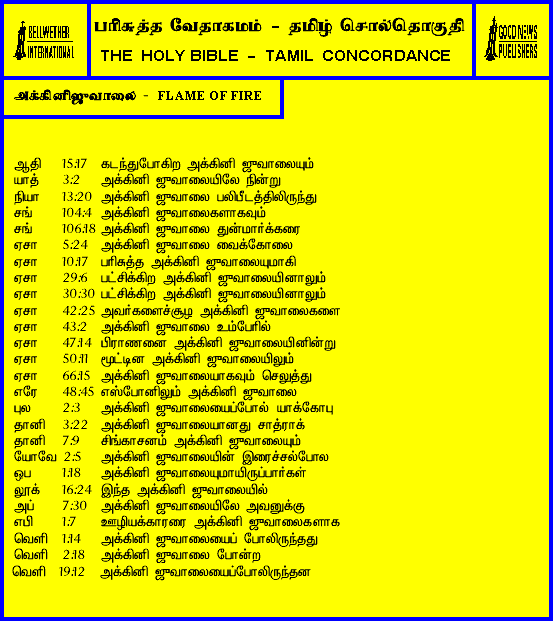 BELLWETHER
INTERNATIONAL
பரிசுத்த வேதாகமம் - தமிழ் சொல்தொகுதி
THE HOLY BIBLE - TAMIL CONCORDANCE
GOOD NEWS
PUBLISHERS
அக்கினிஜுவாலை - FLAME OF FIRE
ஆதி 15:17 கடந்துபோகிற அக்கினி ஜுவாலையும்
யாத் 3:2 அக்கினி ஜுவாலையிலே நின்று
நியா 13:20 அக்கினி ஜுவாலை பலிபீடத்திலிருந்து
சங் 104:4 அக்கினி ஜுவாலைகளாகவும்
சங் 106:18 அக்கினி ஜுவாலை துன்மார்க்கரை
ஏசா 5:24 அக்கினி ஜுவாலை வைக்கோலை
ஏசா 10:17 பரிசுத்த அக்கினி ஜுவாலையுமாகி
ஏசா 29:6 பட்சிக்கிற அக்கினி ஜுவாலையினாலும்
ஏசா 30:30 பட்சிக்கிற அக்கினி ஜுவாலையினாலும்
ஏசா 42:25 அவர்களைச்சூழ அக்கினி ஜுவாலைகளை
ஏசா 43:2 அக்கினி ஜுவாலை உம்பேரில்
ஏசா 47:14 பிராணனை அக்கினி ஜுவாலையினின்று
ஏசா 50:11 மூட்டின அக்கினி ஜுவாலையிலும்
ஏசா 66:15 அக்கினி ஜுவாலையாகவும் செலுத்து
எரே 48:45 எஸ்போனிலும் அக்கினி ஜுவாலை
புல 2:3 அக்கினி ஜுவாலையைப்போல் யாக்கோபு
தானி 3:22 அக்கினி ஜுவாலையானது சாத்ராக்
தானி 7:9 சிங்காசனம் அக்கினி ஜுவாலையும்
யோவே 2:5 அக்கினி ஜுவாலையின் இரைச்சல்போல
ஒப 1:18 அக்கினி ஜுவாலையுமாயிருப்பார்கள்
லூக் 16:24 இந்த அக்கினி ஜுவாலையில்
அப் 7:30 அக்கினி ஜுவாலையிலே அவனுக்கு
எபி 1:7 ஊழியக்காரரை அக்கினி ஜுவாலைகளாக
வெளி 1:14 அக்கினி ஜுவாலையைப் போலிருந்தது
வெளி 2:18 அக்கினி ஜுவாலை போன்ற
வெளி 19:12 அக்கினி ஜுவாலையைப்போலிருந்தன